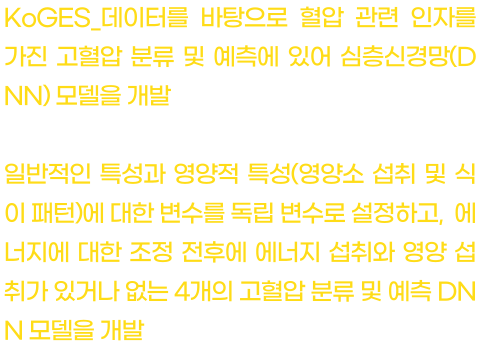 KoGES_데이터를 바탕으로 혈압 관련 인자를
가진 고혈압 분류 및 예측에 있어 심층신경망(D
NN) 모델을 개발
일반적인 특성과 영양적 특성(영양소 섭취 및 식
이 패턴)에 대한 변수를 독립 변수로 설정하고, 에
너지에 대한 조정 전후에 에너지 섭취와 영양 섭
취가 있거나 없는 4개의 고혈압 분류 및 예측 DN
N 모델을 개발